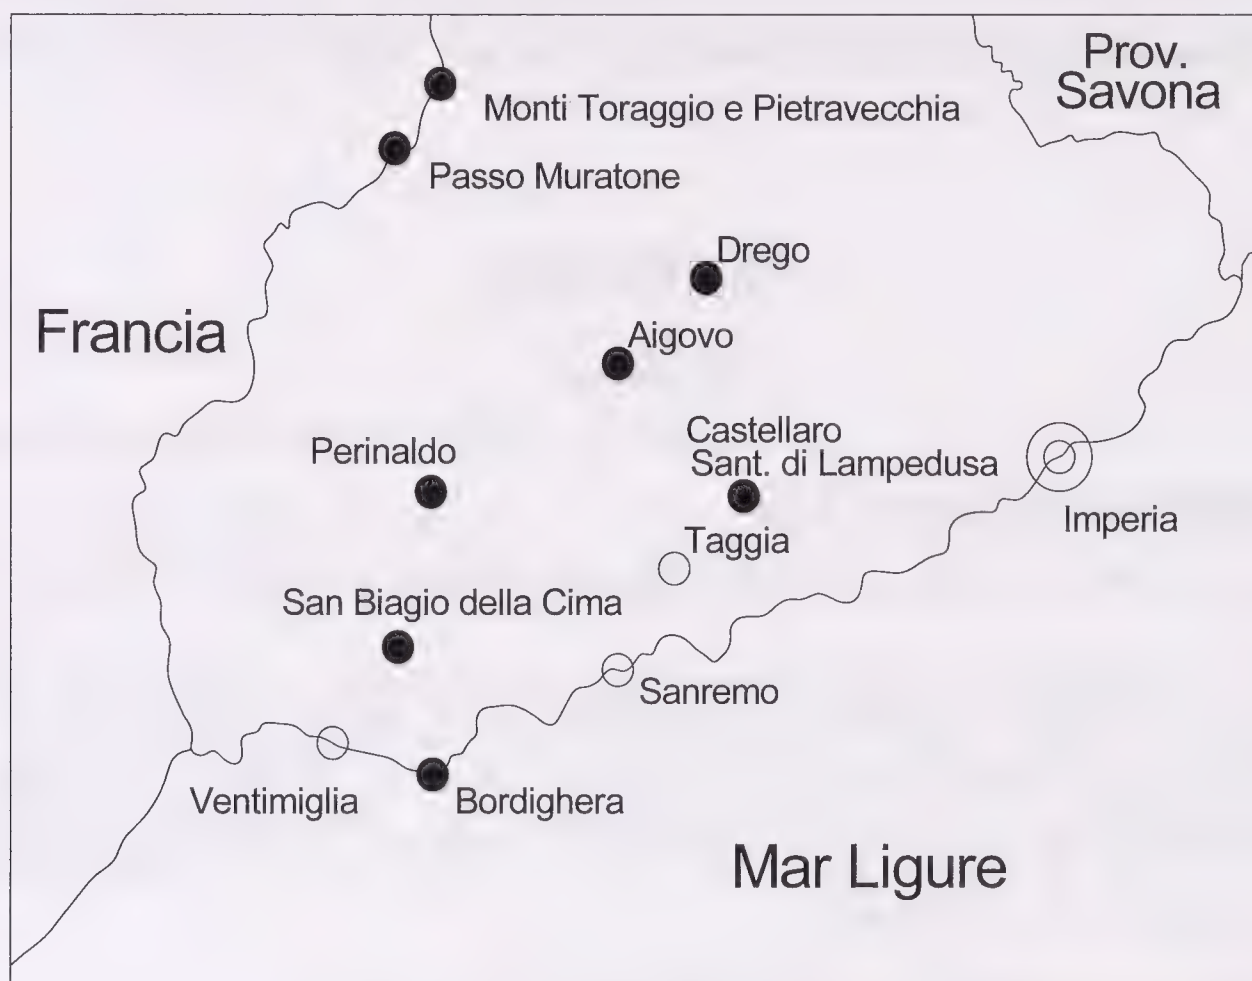 Prov.
Savona
Monti Toraggio e Pietravecchia
Passo Muratone
Drego
Francia
Aigovo
Castellaro
Perinaldo
Sant. di Lampedusa
Imperia
Taggia
San Biagio della Cima
Sanremo
Ventimiglia
Bordighera
Mar Ligure